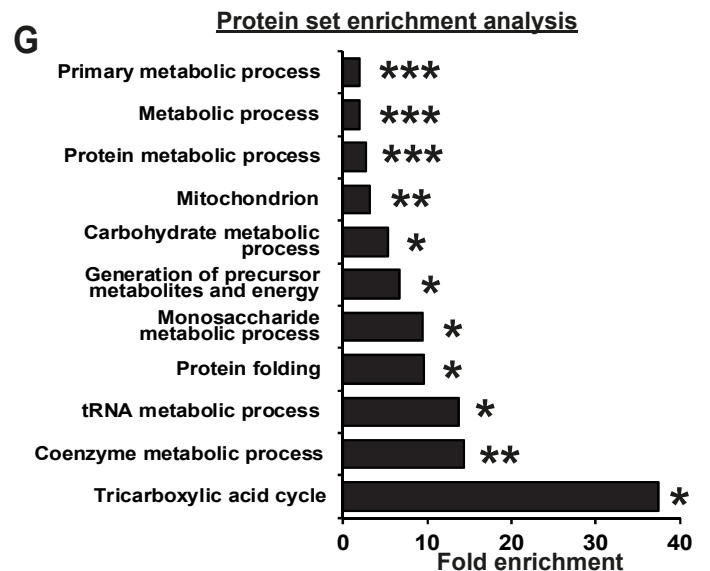 Protein set enrichment analysis
G
Primary metabolic process ***
Metabolic process ***
Protein metabolic process ***
Mitochondrion **
Carbohydrate metabolic
process *
Generation of precursor
metabolites and energy *
Monosaccharide
metabolic process *
Protein folding *
tRNA metabolic process *
Coenzyme metabolic process **
Tricarboxylic acid cycle *
0 10 20 30 40
Fold enrichment